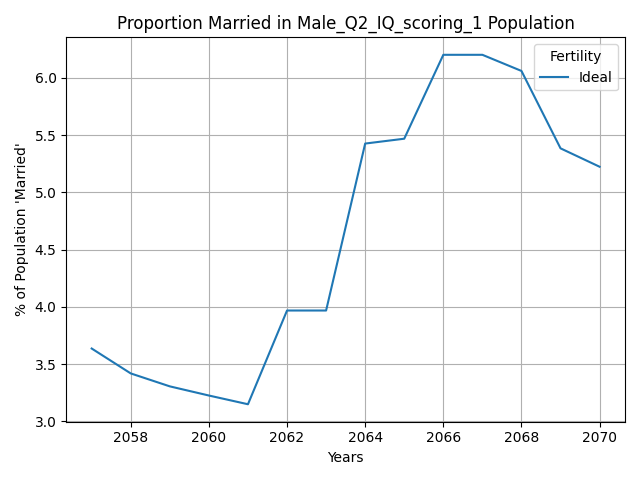 Proportion Married in Male_Q2_IQ_scoring_1 Population
Fertility
Ideal
% of Population 'Married'
6.0
5.5
5.0
4.5
4.0
3.5
3.0
2058 2060 2062 2064 2066 2068 2070
Years